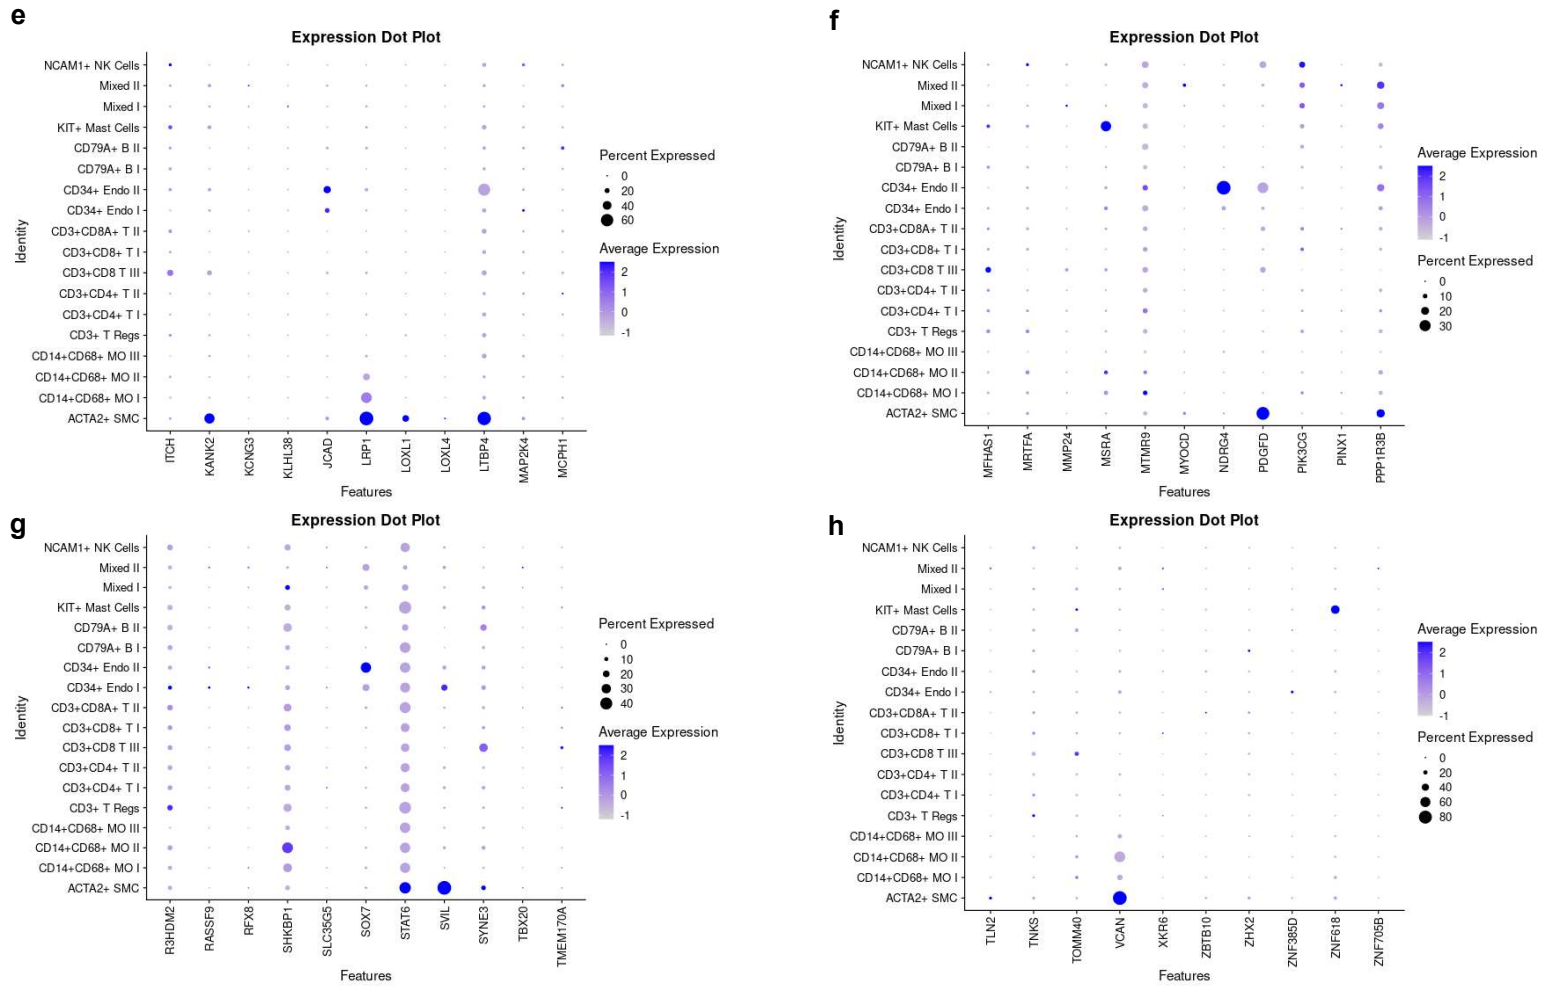 e
Expression Dot Plot
NCAM1+ NK Cells
Mixed II
Mixed I
KIT+ Mast Cells
CD79A+ B II
CD79A+ B I
CD34+ Endo II
CD34+ Endo I
CD3+CD8A+ T II
CD3+CD8+ T I
CD3+CD8 T III
CD3+CD4+ T II
CD3+CD4+ T I
CD3+ T Regs
CD14+CD68+ MO III
CD14+CD68+ MO II
CD14+CD68+ MO I
ACTA2+ SMC
Identity
ITCH
KANK2
KCNG3
KLHL38
JCAD
LRP1
LOXL1
LOXL4
LTBP4
MAP2K4
MCPH1
Features
Percent Expressed
0
20
40
60
Average Expression
2
1
0
-1
f
Expression Dot Plot
NCAM1+ NK Cells
Mixed II
Mixed I
KIT+ Mast Cells
CD79A+ B II
CD79A+ B I
CD34+ Endo II
CD34+ Endo I
CD3+CD8A+ T II
CD3+CD8+ T I
CD3+CD8 T III
CD3+CD4+ T II
CD3+CD4+ T I
CD3+ T Regs
CD14+CD68+ MO III
CD14+CD68+ MO II
CD14+CD68+ MO I
ACTA2+ SMC
Identity
MFHAS1
MRTFA
MMP24
MSRA
MTMR9
MYOCD
NDRG4
PDGFD
PIK3CG
PINX1
PPP1R3B
Features
Average Expression
2
1
0
-1
Percent Expressed
0
10
20
30
g
Expression Dot Plot
NCAM1+ NK Cells
Mixed II
Mixed I
KIT+ Mast Cells
CD79A+ B II
CD79A+ B I
CD34+ Endo II
CD34+ Endo I
CD3+CD8A+ T II
CD3+CD8+ T I
CD3+CD8 T III
CD3+CD4+ T II
CD3+CD4+ T I
CD3+ T Regs
CD14+CD68+ MO III
CD14+CD68+ MO II
CD14+CD68+ MO I
ACTA2+ SMC
Identity
R3HDM2
RASSF9
RFX8
SHKBP1
SLC35G5
SOX7
STAT6
SVIL
SYNE3
TBX20
TMEM170A
Features
Percent Expressed
0
10
20
30
40
Average Expression
2
1
0
-1
h
Expression Dot Plot
NCAM1+ NK Cells
Mixed II
Mixed I
KIT+ Mast Cells
CD79A+ B II
CD79A+ B I
CD34+ Endo II
CD34+ Endo I
CD3+CD8A+ T II
CD3+CD8+ T I
CD3+CD8 T III
CD3+CD4+ T II
CD3+CD4+ T I
CD3+ T Regs
CD14+CD68+ MO III
CD14+CD68+ MO II
CD14+CD68+ MO I
ACTA2+ SMC
Identity
TLN2
TNKS
TOMM40
VCAN
XKR6
ZBTB10
ZHX2
ZNF385D
ZNF618
ZNF705B
Features
Average Expression
2
1
0
-1
Percent Expressed
0
20
40
60
80